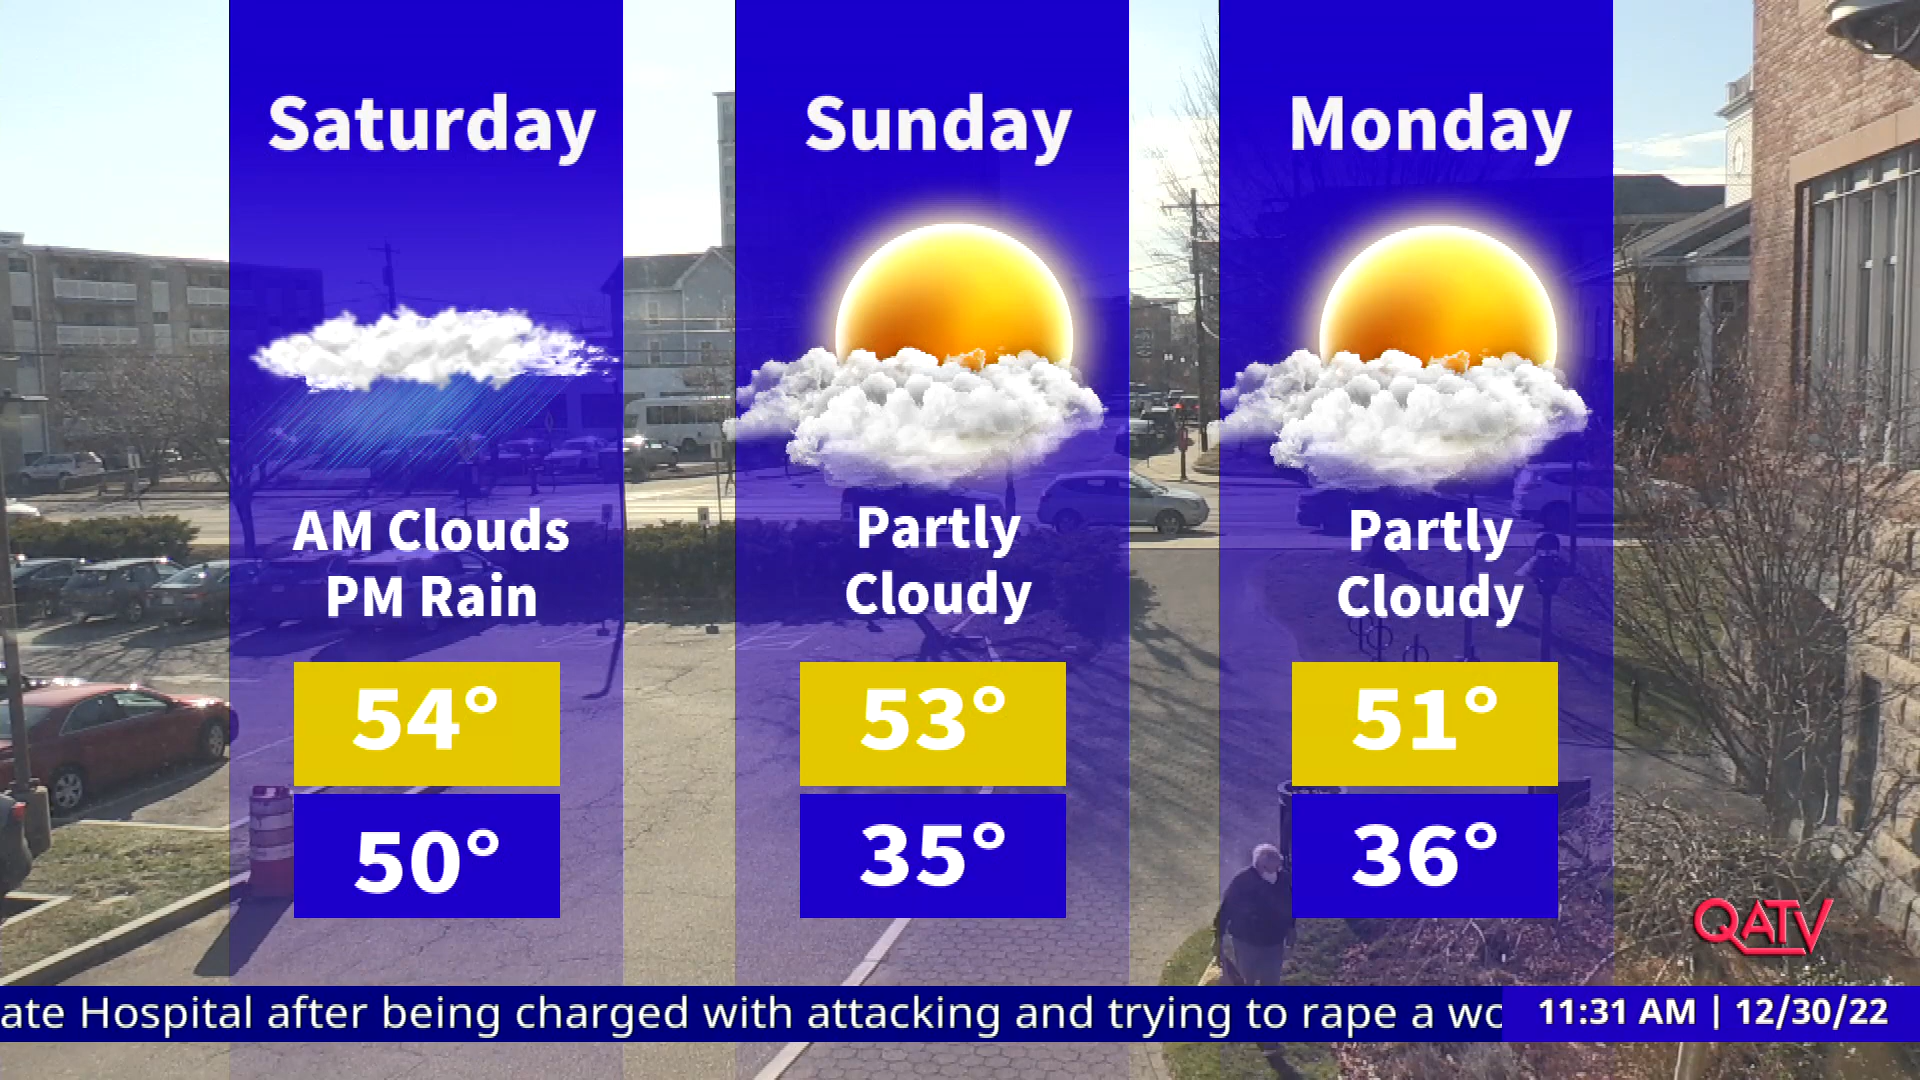 Saturday
AM Clouds
PM Rain
54°
50°
Sunday
Partly
Cloudy
53°
35°
Monday
Partly
Cloudy
51°
36°
QATV
ate Hospital after being charged with attacking and trying to rape a wo
11:31 AM | 12/30/22